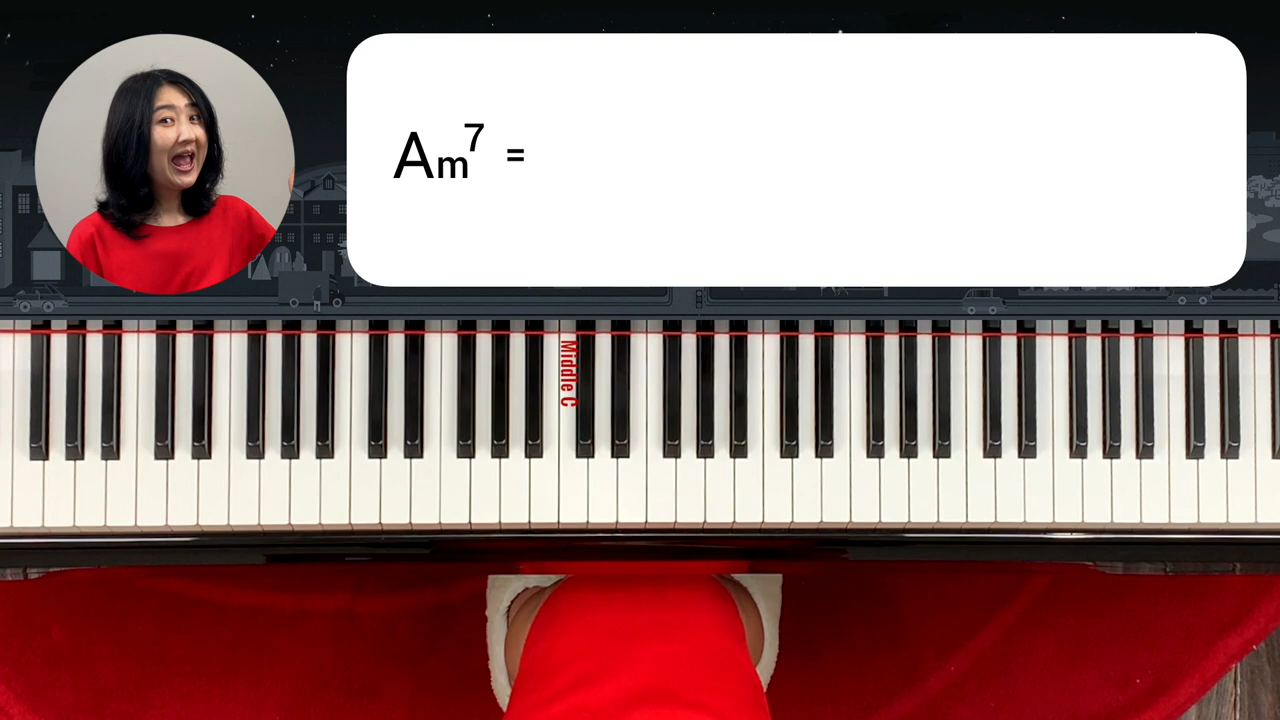 Am⁷ =
Middle C